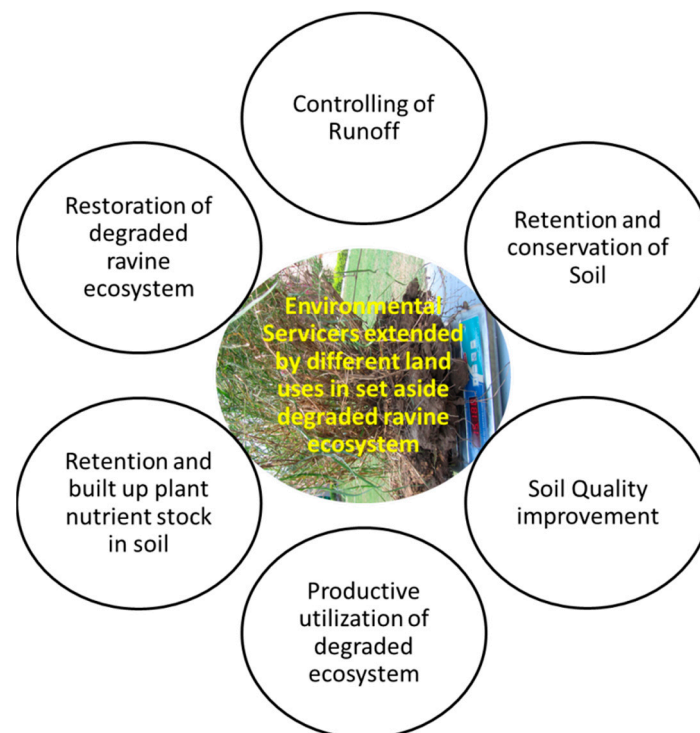 Controlling of
Runoff
Retention and
conservation of
Soil
Soil Quality
improvement
Productive
utilization of
degraded
ecosystem
Retention and
built up plant
nutrient stock
in soil
Restoration of
degraded
ravine
ecosystem
Environmental
Servicers extended
by different land
uses in set aside
degraded ravine
ecosystem